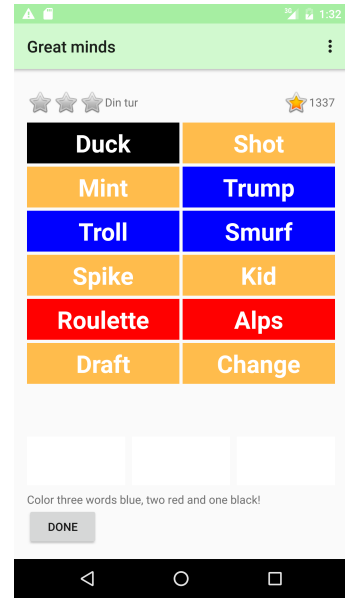 3G 1:32
Great minds
Din tur 1337
Duck Shot
Mint Trump
Troll Smurf
Spike Kid
Roulette Alps
Draft Change
Color three words blue, two red and one black!
DONE